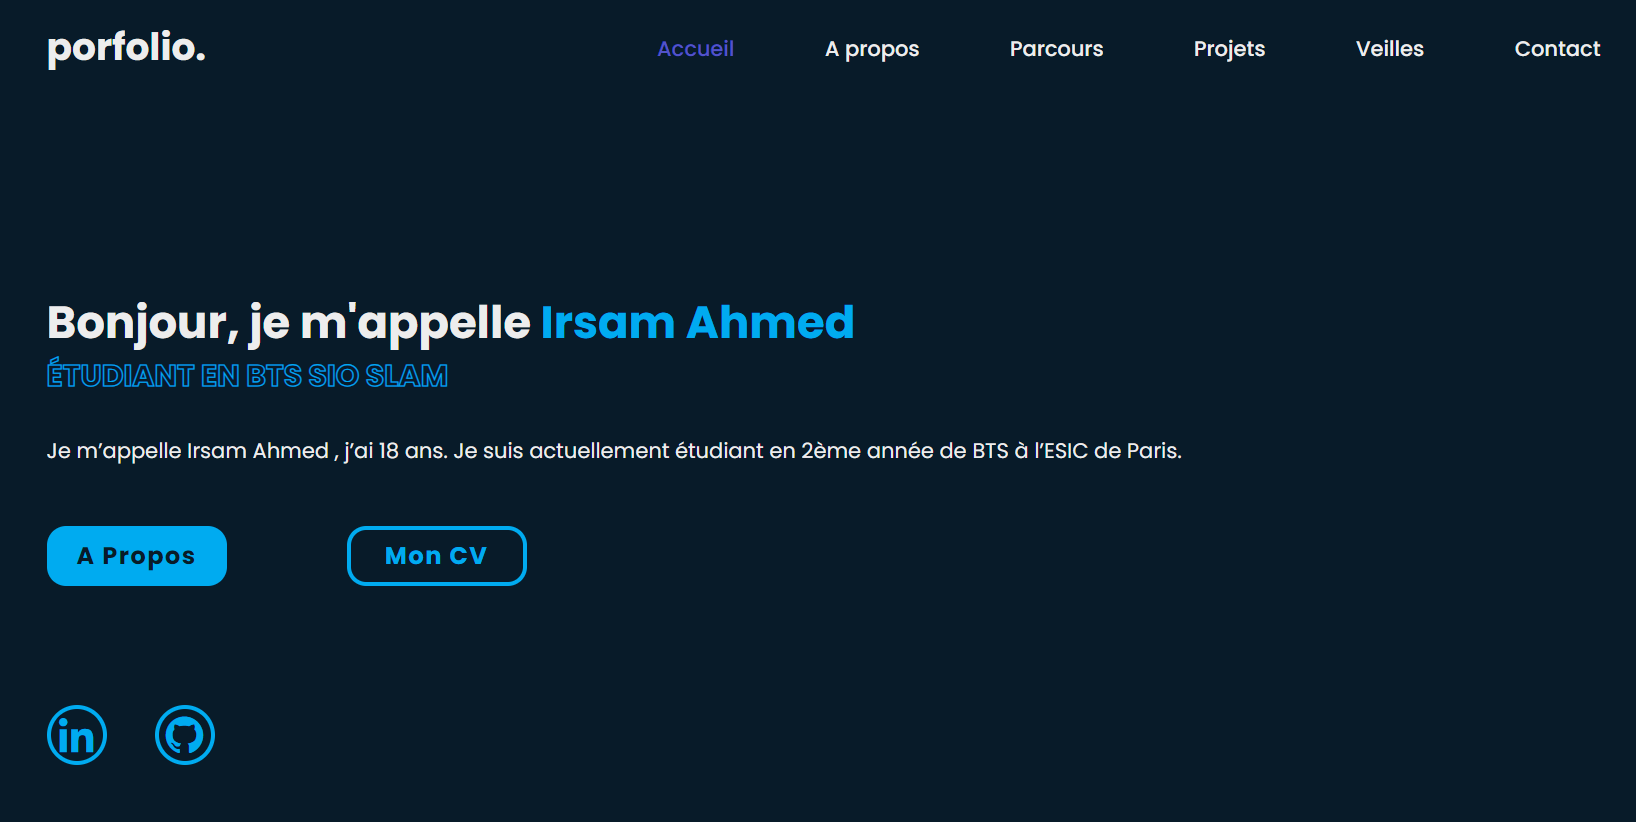 porfolio.
Accueil A propos Parcours Projets Veilles Contact
Bonjour, je m'appelle Irsam Ahmed
ÉTUDIANT EN BTS SIO SLAM
Je m’appelle Irsam Ahmed , j’ai 18 ans. Je suis actuellement étudiant en 2ème année de BTS à l’ESIC de Paris.
A Propos Mon CV
in